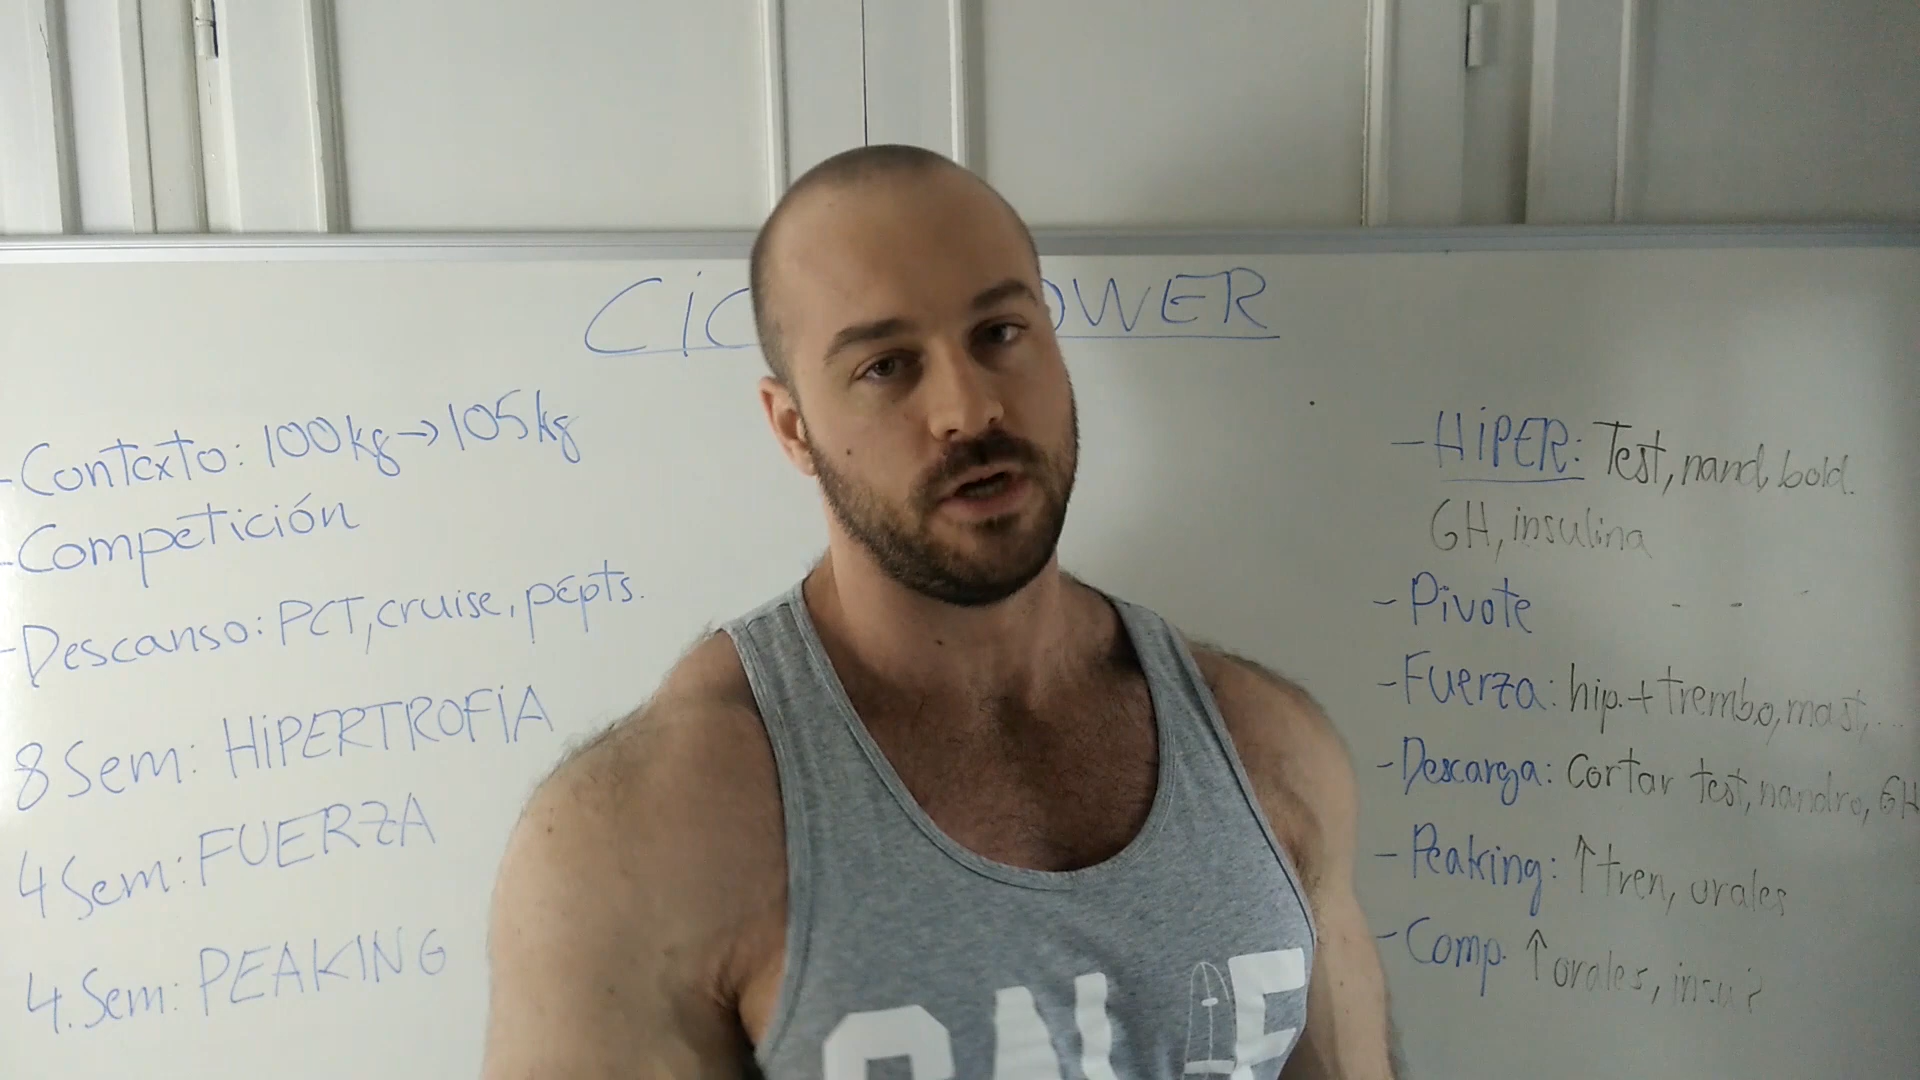 CIC OWER
-Contexto: 100kg→105kg
-Competición
-Descanso: PCT, cruise, pépts.
8 Sem: HIPERTROFIA
4 Sem: FUERZA
4. Sem: PEAKING
-HIPER: Test, nand, bold.
GH, insulina
-Pivote
-Fuerza: hip. + trembo, mast, ...
-Descarga: Cortar test, nandro, GH
-Peaking: ↑tren, orales
-Comp. ↑orales,